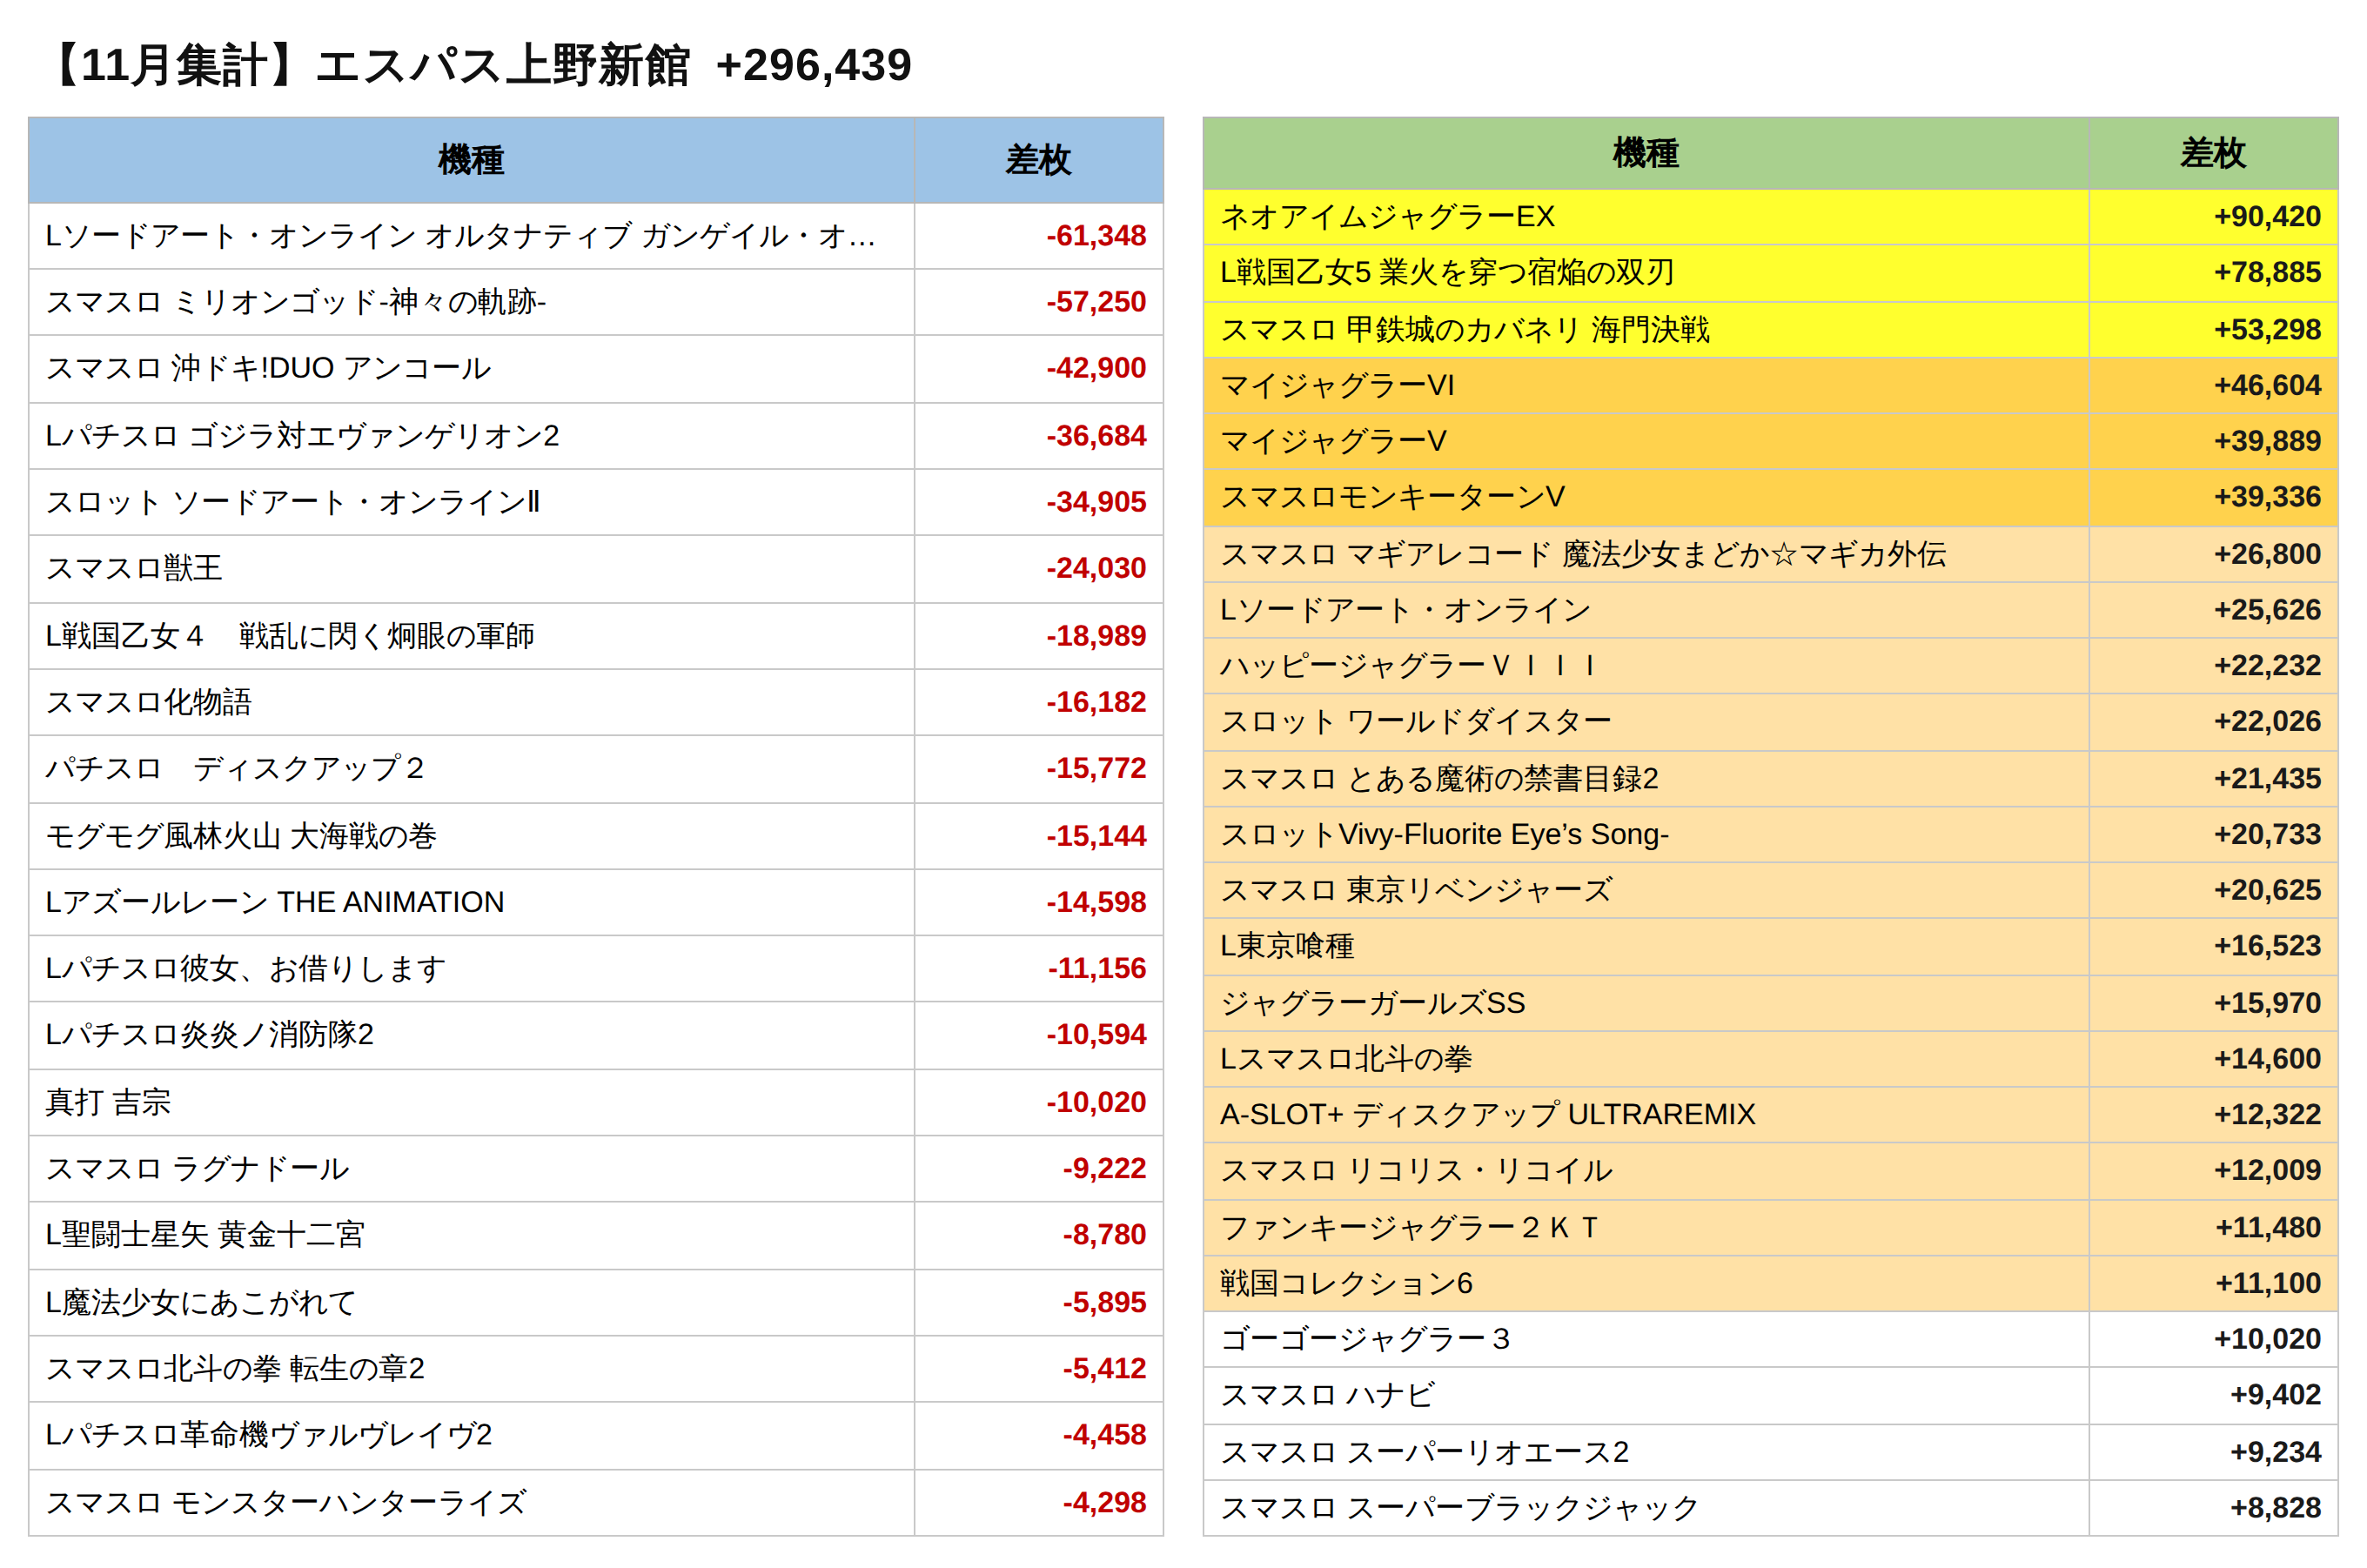 【11月集計】エスパス上野新館 +296,439
機種 差枚
Lソードアート・オンライン オルタナティブ ガンゲイル・オ… -61,348
スマスロ ミリオンゴッド-神々の軌跡- -57,250
スマスロ 沖ドキ!DUO アンコール -42,900
Lパチスロ ゴジラ対エヴァンゲリオン2 -36,684
スロット ソードアート・オンラインⅡ -34,905
スマスロ獣王 -24,030
L戦国乙女４　戦乱に閃く炯眼の軍師 -18,989
スマスロ化物語 -16,182
パチスロ　ディスクアップ２ -15,772
モグモグ風林火山 大海戦の巻 -15,144
Lアズールレーン THE ANIMATION -14,598
Lパチスロ彼女、お借りします -11,156
Lパチスロ炎炎ノ消防隊2 -10,594
真打 吉宗 -10,020
スマスロ ラグナドール -9,222
L聖闘士星矢 黄金十二宮 -8,780
L魔法少女にあこがれて -5,895
スマスロ北斗の拳 転生の章2 -5,412
Lパチスロ革命機ヴァルヴレイヴ2 -4,458
スマスロ モンスターハンターライズ -4,298
機種 差枚
ネオアイムジャグラーEX +90,420
L戦国乙女5 業火を穿つ宿焔の双刃 +78,885
スマスロ 甲鉄城のカバネリ 海門決戦 +53,298
マイジャグラーVI +46,604
マイジャグラーV +39,889
スマスロモンキーターンV +39,336
スマスロ マギアレコード 魔法少女まどか☆マギカ外伝 +26,800
Lソードアート・オンライン +25,626
ハッピージャグラーＶＩＩＩ +22,232
スロット ワールドダイスター +22,026
スマスロ とある魔術の禁書目録2 +21,435
スロットVivy-Fluorite Eye’s Song- +20,733
スマスロ 東京リベンジャーズ +20,625
L東京喰種 +16,523
ジャグラーガールズSS +15,970
Lスマスロ北斗の拳 +14,600
A-SLOT+ ディスクアップ ULTRAREMIX +12,322
スマスロ リコリス・リコイル +12,009
ファンキージャグラー２ＫＴ +11,480
戦国コレクション6 +11,100
ゴーゴージャグラー３ +10,020
スマスロ ハナビ +9,402
スマスロ スーパーリオエース2 +9,234
スマスロ スーパーブラックジャック +8,828